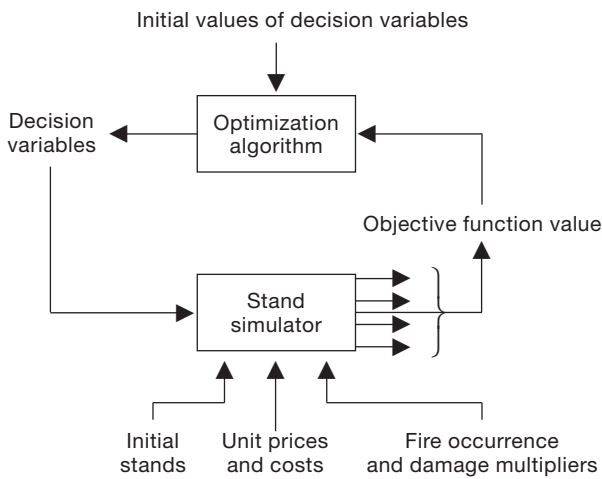 Initial values of decision variables
Decision
variables
Optimization
algorithm
Objective function value
Stand
simulator
Initial
stands
Unit prices
and costs
Fire occurrence
and damage multipliers